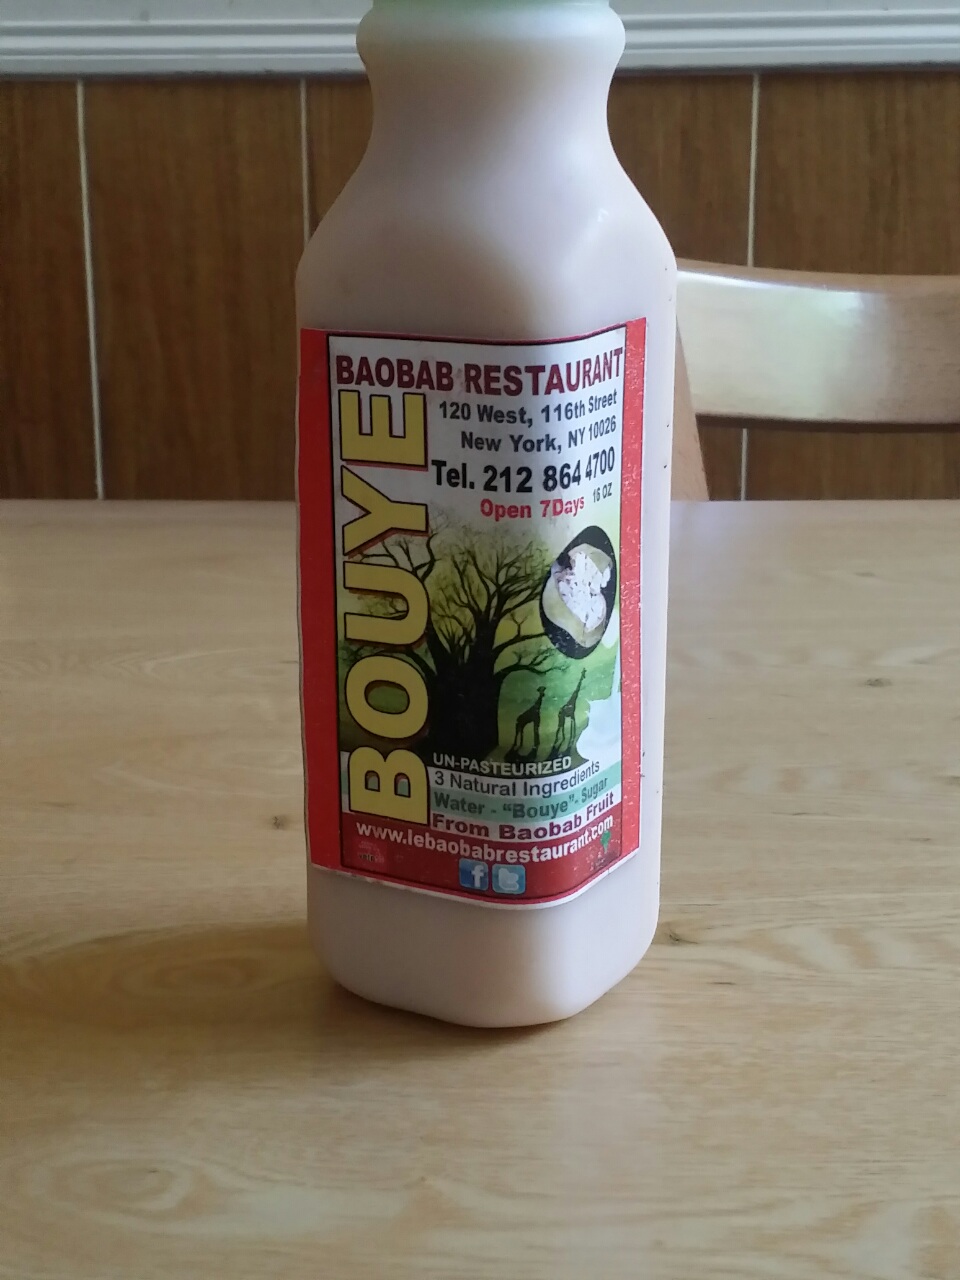 BAOBAB RESTAURANT
120 West, 116th Street
New York, NY 10026
Tel. 212 864 4700
Open 7Days 16 OZ
BOUYE
UN-PASTEURIZED
3 Natural Ingredients
Water - "Bouye"- Sugar
From Baobab Fruit
www.lebaobabrestaurant.com
f t